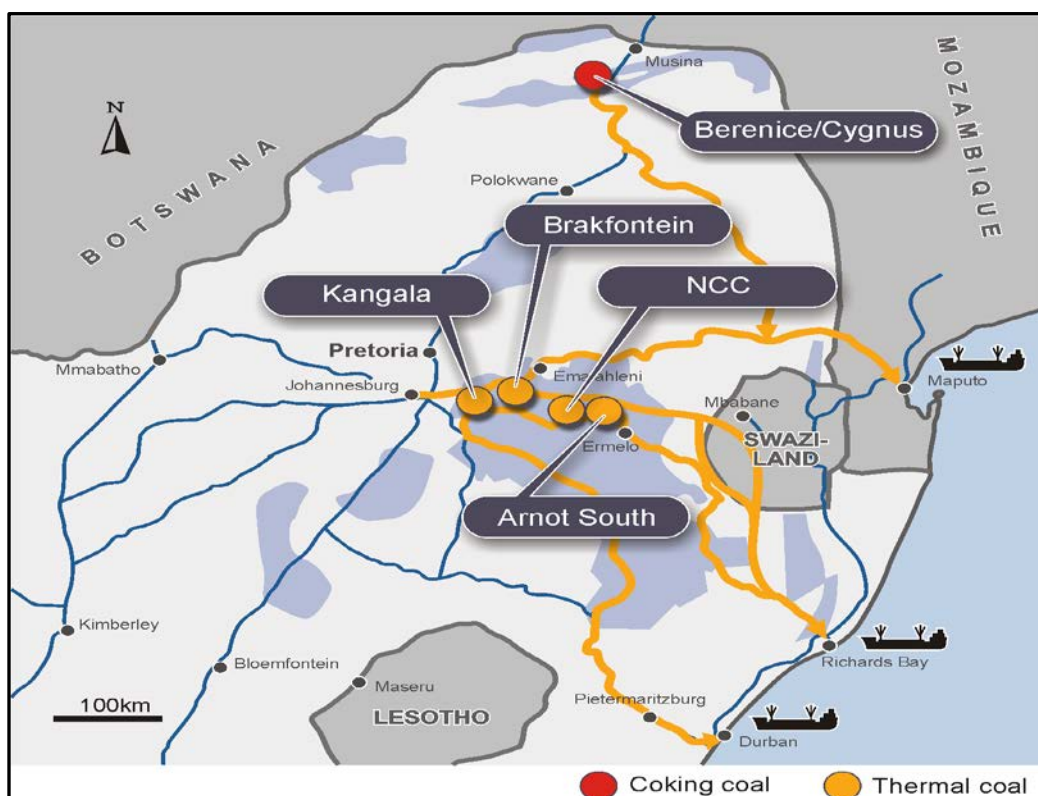 Musina
MOZAMBIQUE
Berenice/Cygnus
N
BOTSWANA
Polokwane
Brakfontein
Kangala
NCC
Pretoria
Mmabatho
Johannesburg
Emalahleni
Maputo
Mbabane
SWAZI-
LAND
Ermelo
Arnot South
Kimberley
Richards Bay
Bloemfontein
Maseru
Pietermaritzburg
100km
LESOTHO
Durban
Coking coal
Thermal coal